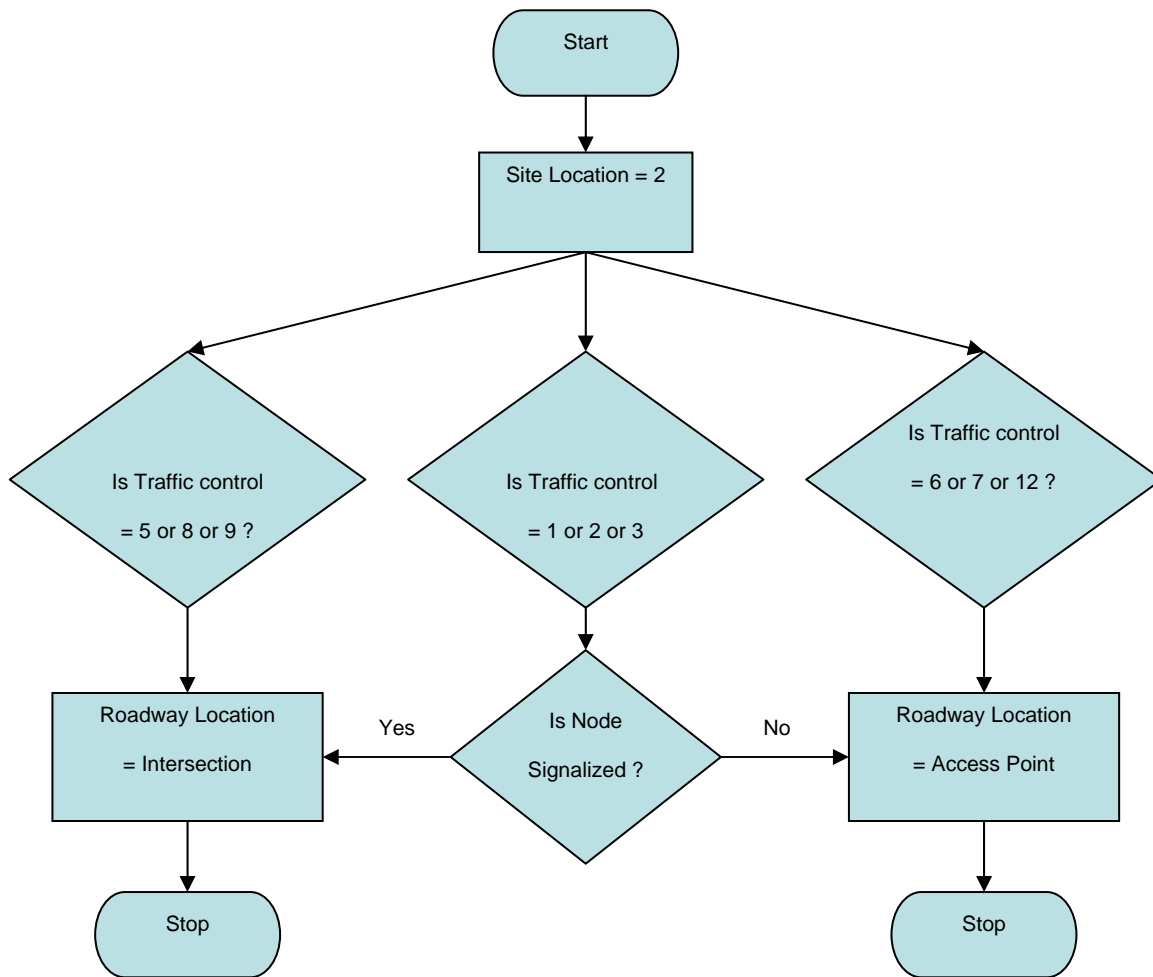 Start
Site Location = 2
Is Traffic control
= 5 or 8 or 9 ?
Is Traffic control
= 1 or 2 or 3
Is Traffic control
= 6 or 7 or 12 ?
Roadway Location
= Intersection
Yes
Is Node
Signalized ?
No
Roadway Location
= Access Point
Stop
Stop